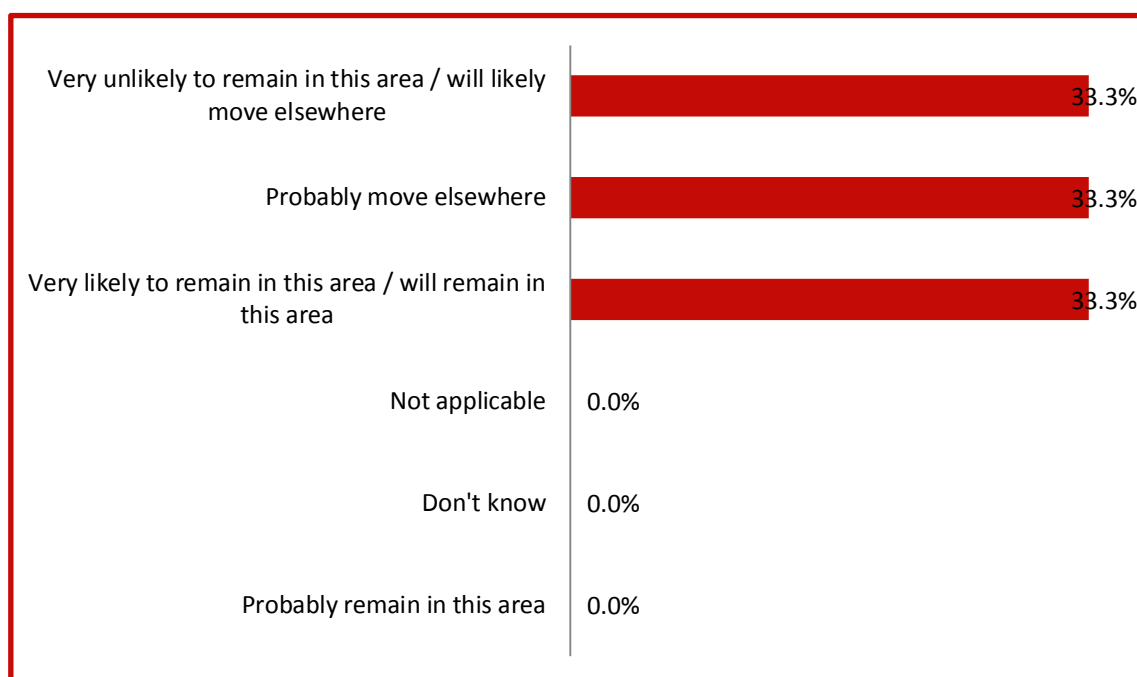 Very unlikely to remain in this area / will likely
move elsewhere
33.3%
Probably move elsewhere
33.3%
Very likely to remain in this area / will remain in
this area
33.3%
Not applicable
0.0%
Don't know
0.0%
Probably remain in this area
0.0%